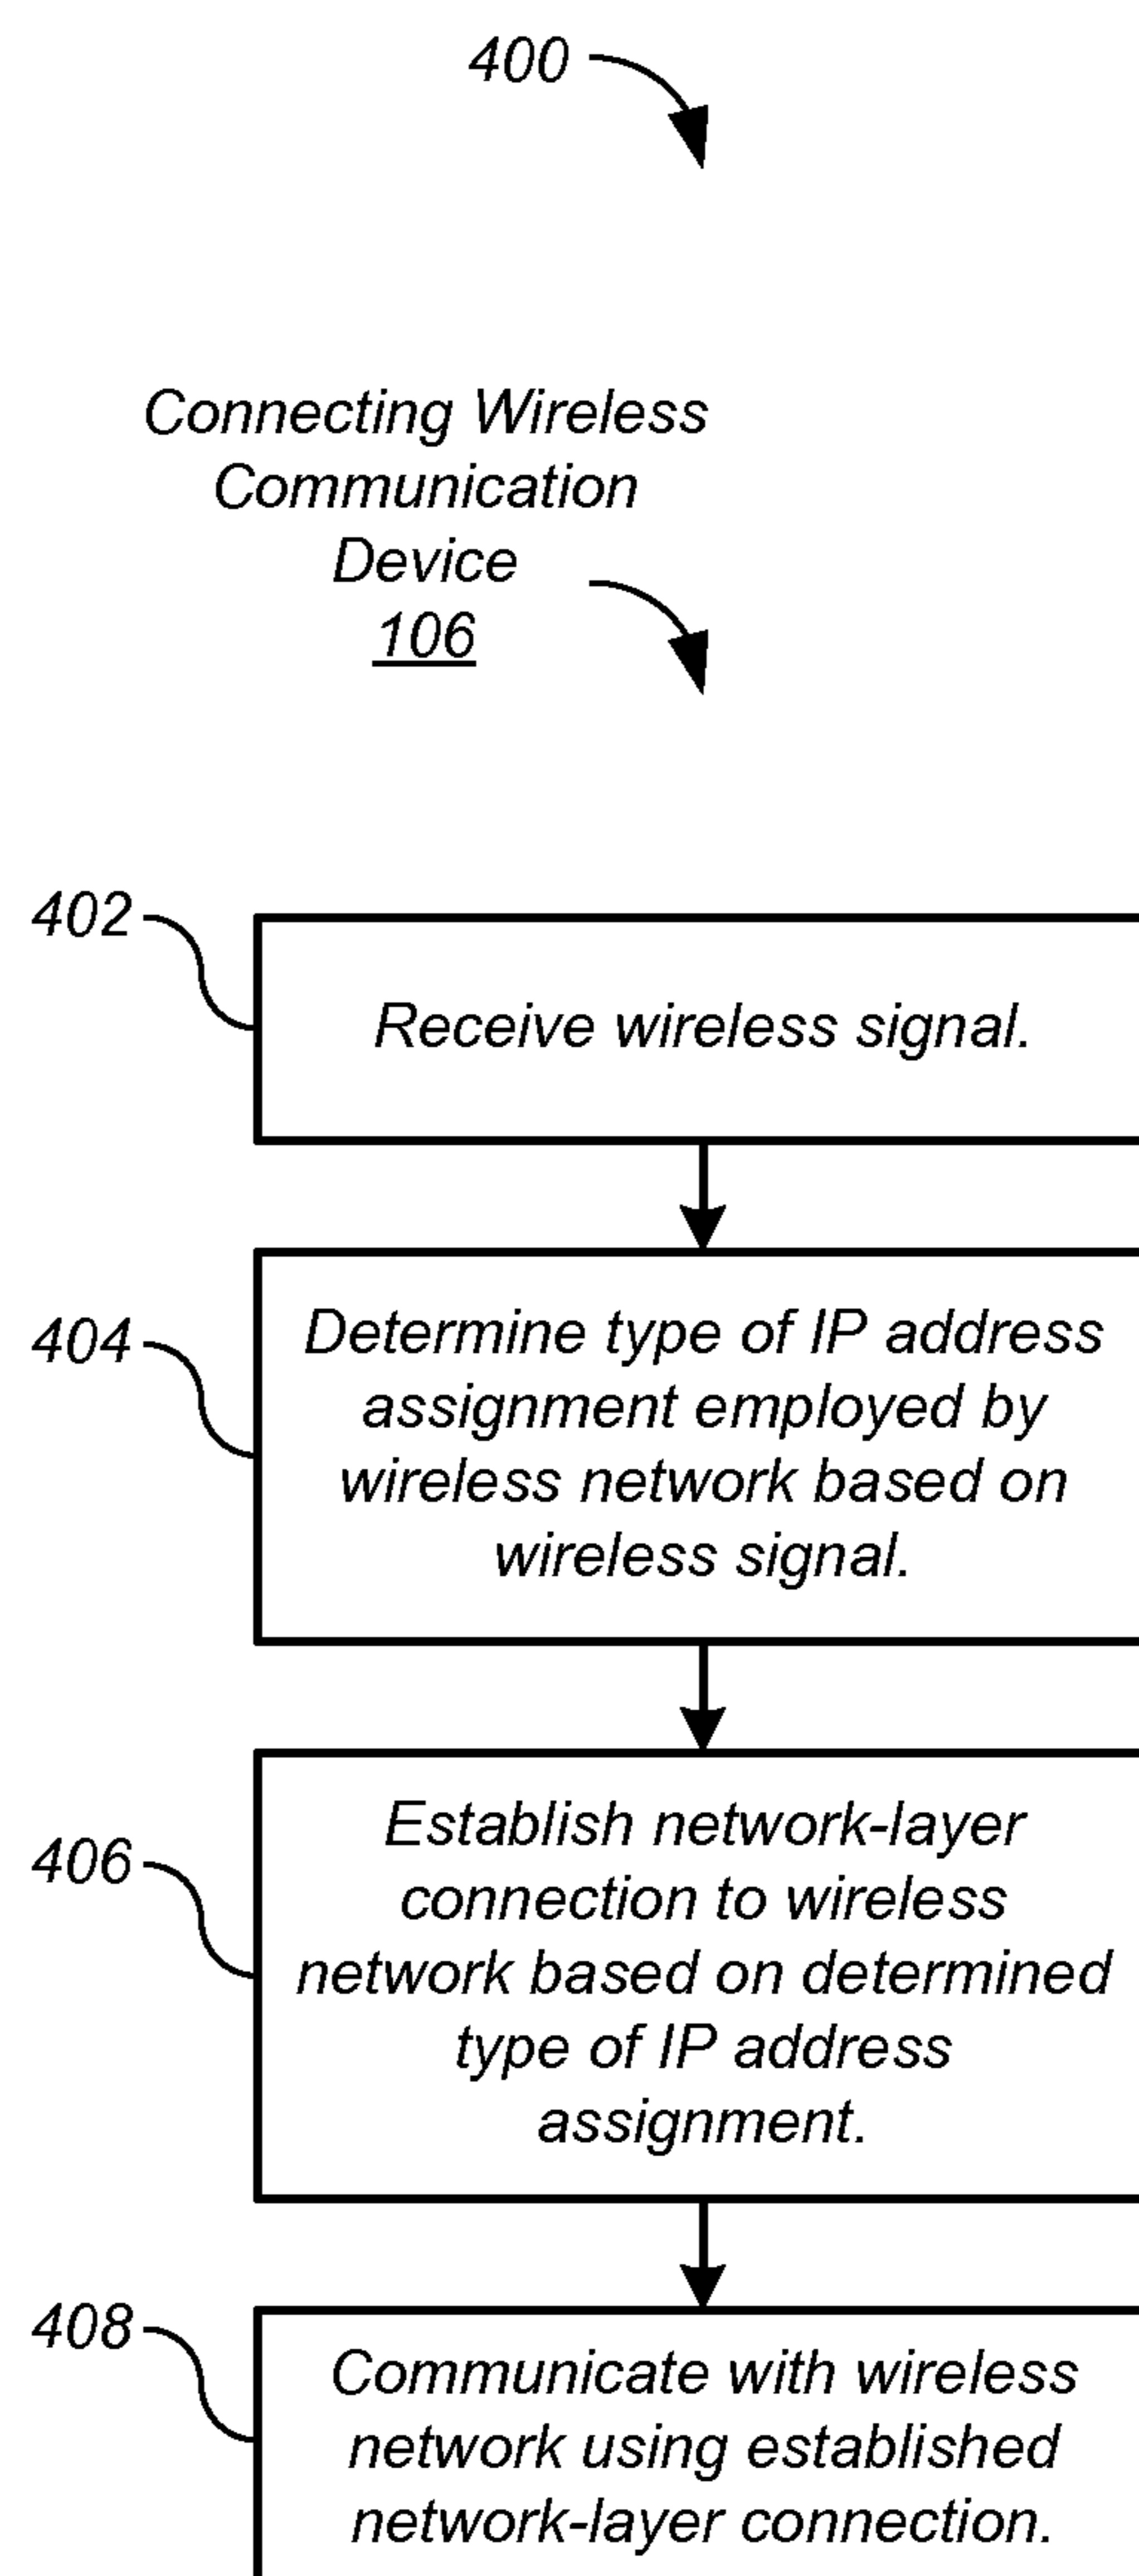 400
Connecting Wireless
Communication
Device
106
402
Receive wireless signal.
404
Determine type of IP address
assignment employed by
wireless network based on
wireless signal.
406
Establish network-layer
connection to wireless
network based on determined
type of IP address
assignment.
408
Communicate with wireless
network using established
network-layer connection.